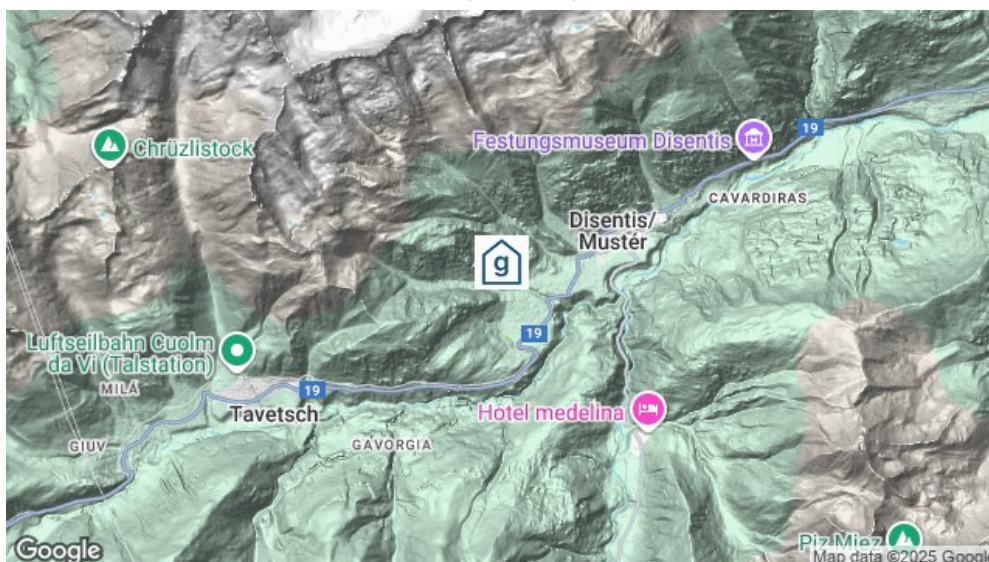 19
Festungsmuseum Disentis
Chrüzlistock
CAVARDIRAS
Disentis/
Mustér
g
19
Luftseilbahn Cuolm
da Vi (Talstation)
MILÁ
19
Tavetsch
Hotel medelina
GIUV
GAVORGIA
Piz Miez
Google
Map data ©2025 Google